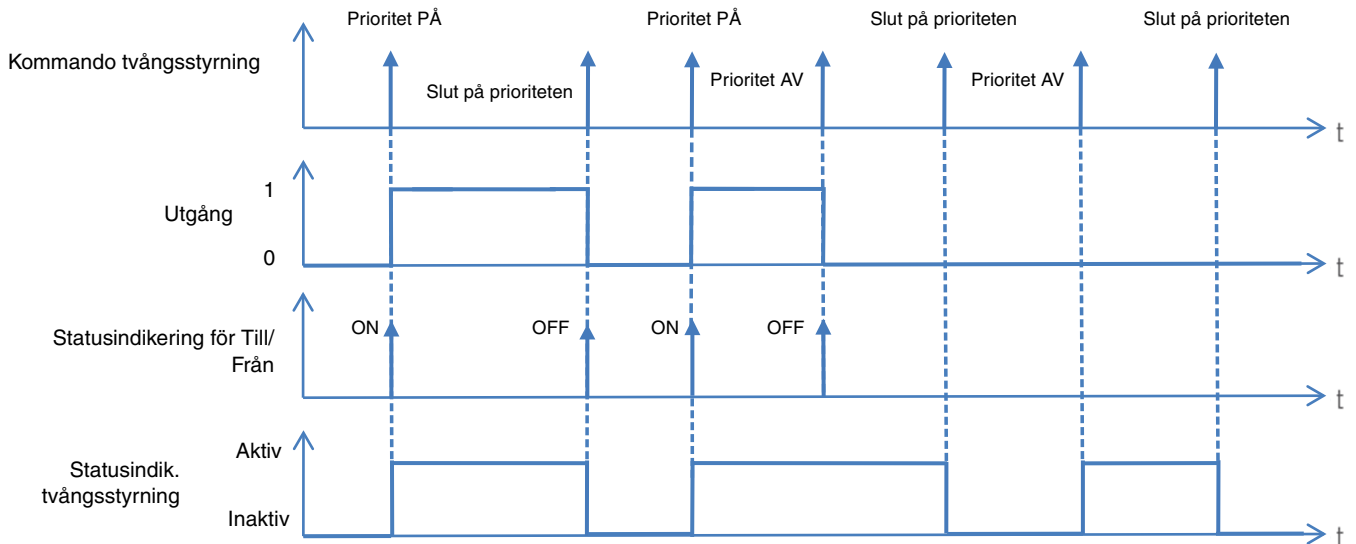 Prioritet PÅ
Prioritet PÅ
Slut på prioriteten
Slut på prioriteten
Kommando tvångsstyrning
Slut på prioriteten
Prioritet AV
Prioritet AV
t
1
Utgång
0
t
ON
OFF
ON
OFF
Statusindikering för Till/
Från
t
Aktiv
Statusindik.
tvångsstyrning
Inaktiv
t